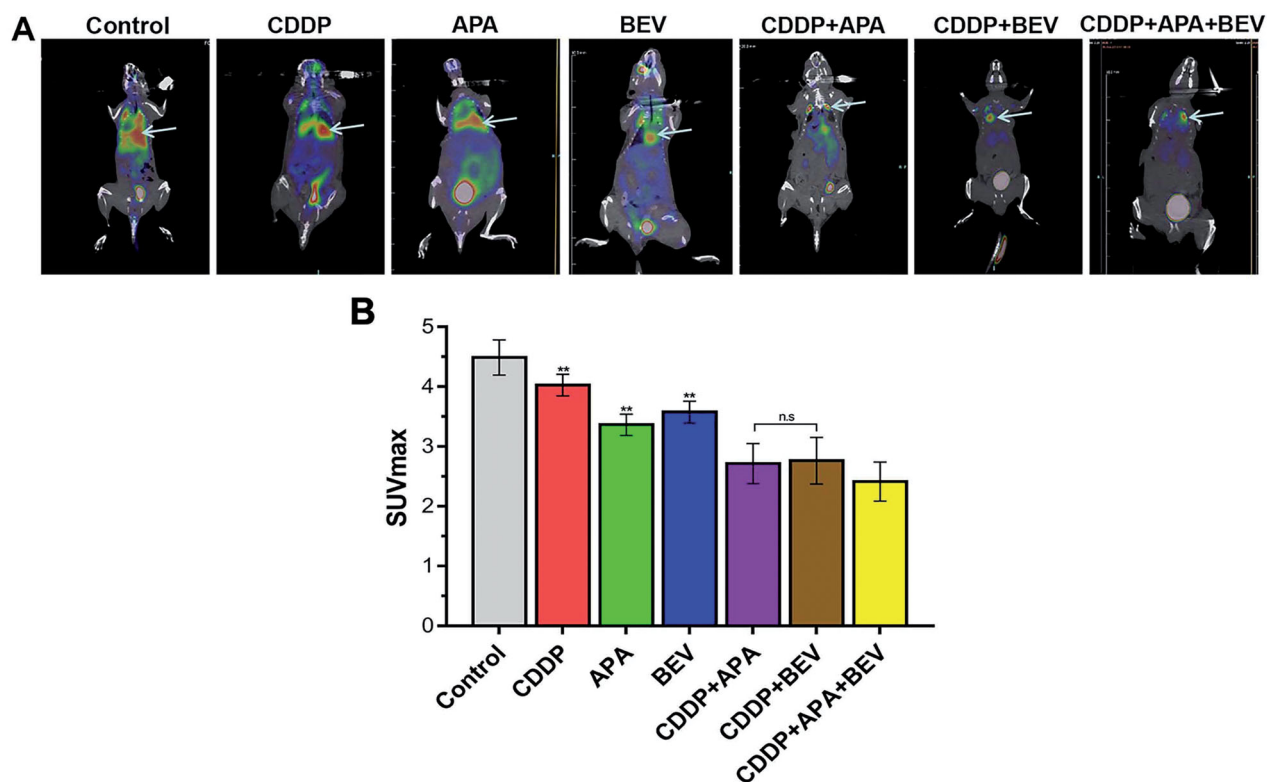 A
Control
CDDP
APA
BEV
CDDP+APA
CDDP+BEV
CDDP+APA+BEV
B
SUVmax
5
4
3
2
1
0
**
**
**
n.s
Control
CDDP
APA
BEV
CDDP+APA
CDDP+BEV
CDDP+APA+BEV